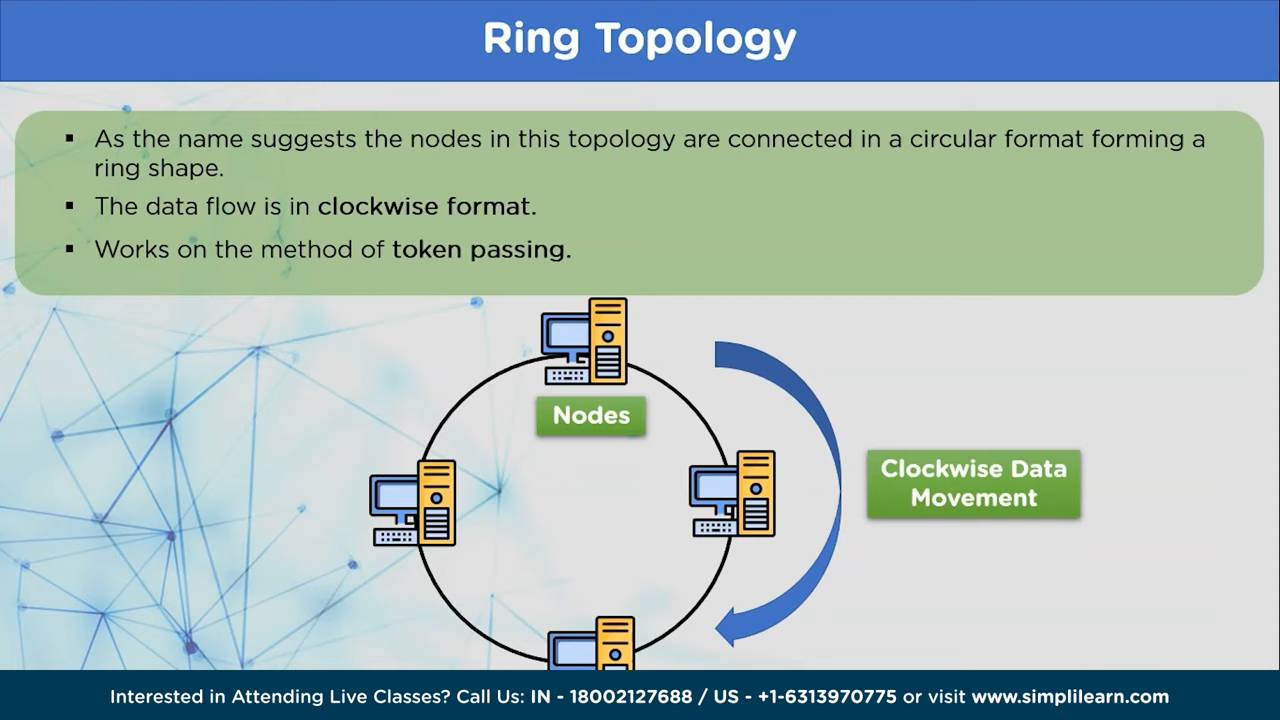 Ring Topology
▪ As the name suggests the nodes in this topology are connected in a circular format forming a
ring shape.
▪ The data flow is in clockwise format.
▪ Works on the method of token passing.
Nodes
Clockwise Data
Movement
Interested in Attending Live Classes? Call Us: IN - 18002127688 / US - +1-6313970775 or visit www.simplilearn.com